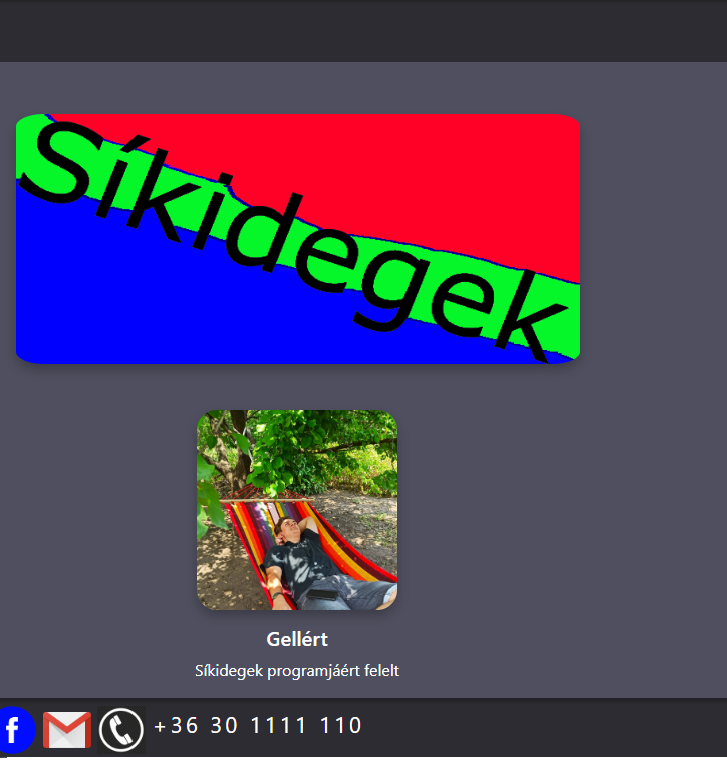 Síkidegek
Gellért
Síkidegek programjáért felelt
+36 30 1111 110